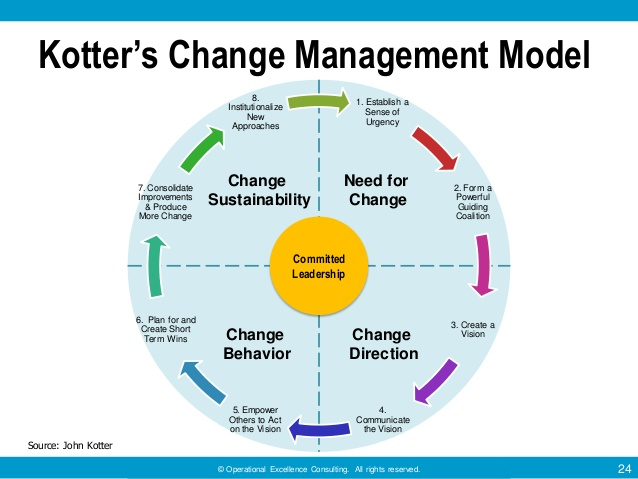 Kotter's Change Management Model
8.
Institutionalize
New
Approaches
1. Establish a
Sense of
Urgency
2. Form a
Powerful
Guiding
Coalition
3. Create a
Vision
4.
Communicate
the Vision
5. Empower
Others to Act
on the Vision
6. Plan for and
Create Short
Term Wins
7. Consolidate
Improvements
& Produce
More Change
Change
Sustainability
Need for
Change
Committed
Leadership
Change
Behavior
Change
Direction
Source: John Kotter
© Operational Excellence Consulting. All rights reserved.
24